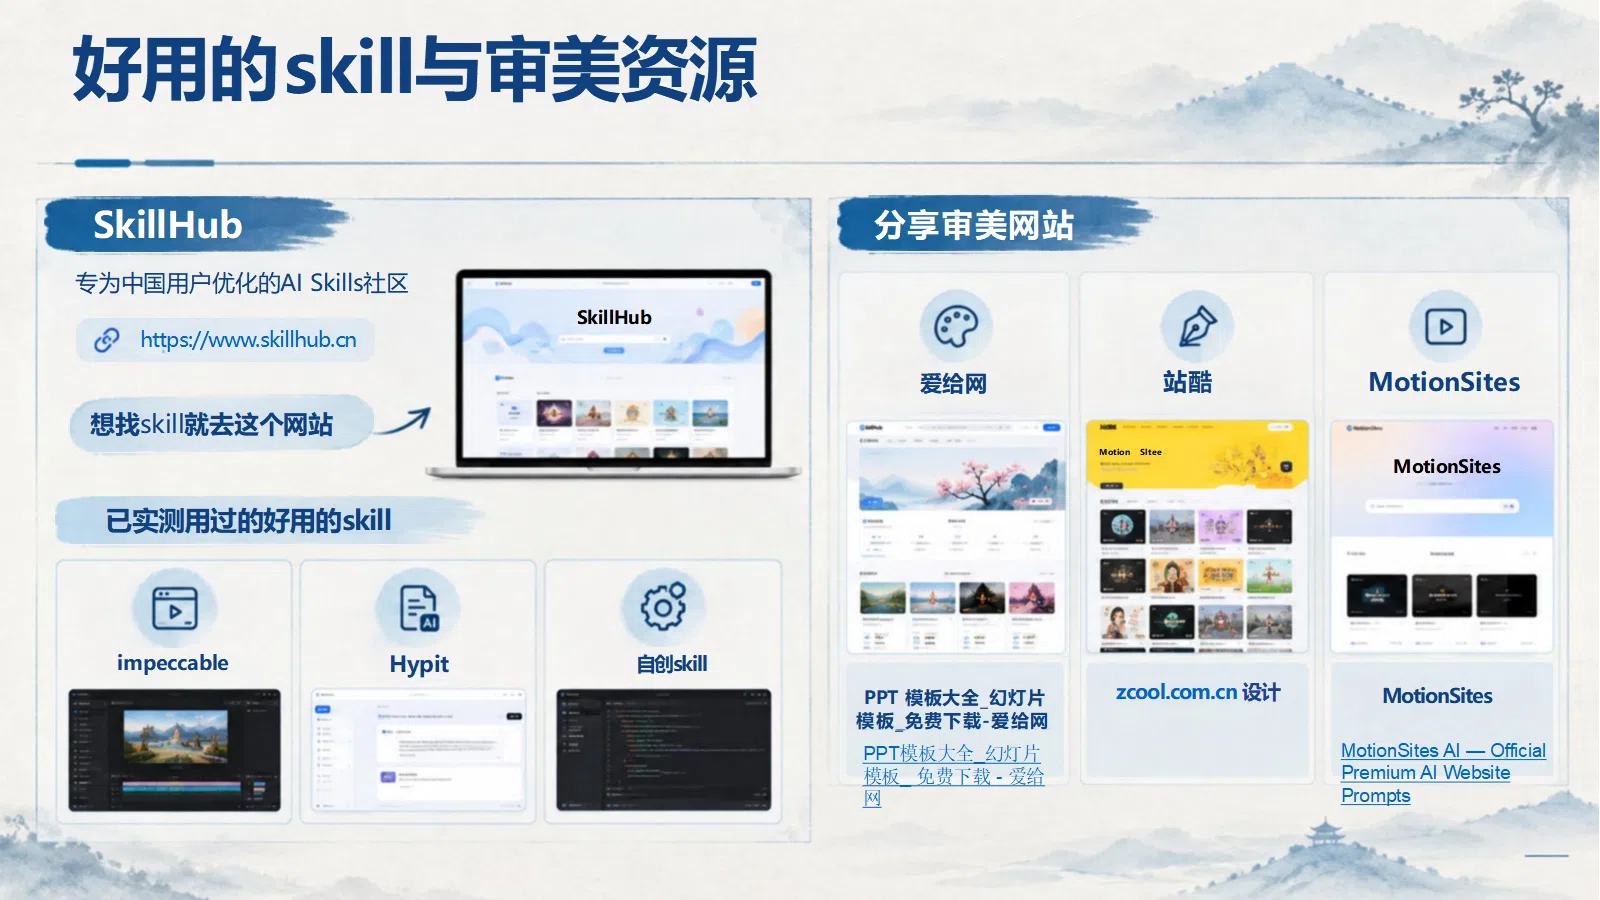 好用的skill与审美资源
SkillHub
专为中国用户优化的AI Skills社区
https://www.skillhub.cn
想找skill就去这个网站
SkillHub
已实测用过的好用的skill
impeccable
Hypit
自创skill
分享审美网站
爱给网
站酷
MotionSites
Motion SItee
MotionSites
PPT 模板大全_幻灯片
模板_免费下载-爱给网
PPT模板大全_幻灯片
模板_ 免费下载 - 爱给
网
zcool.com.cn 设计
MotionSites
MotionSites AI — Official
Premium AI Website
Prompts